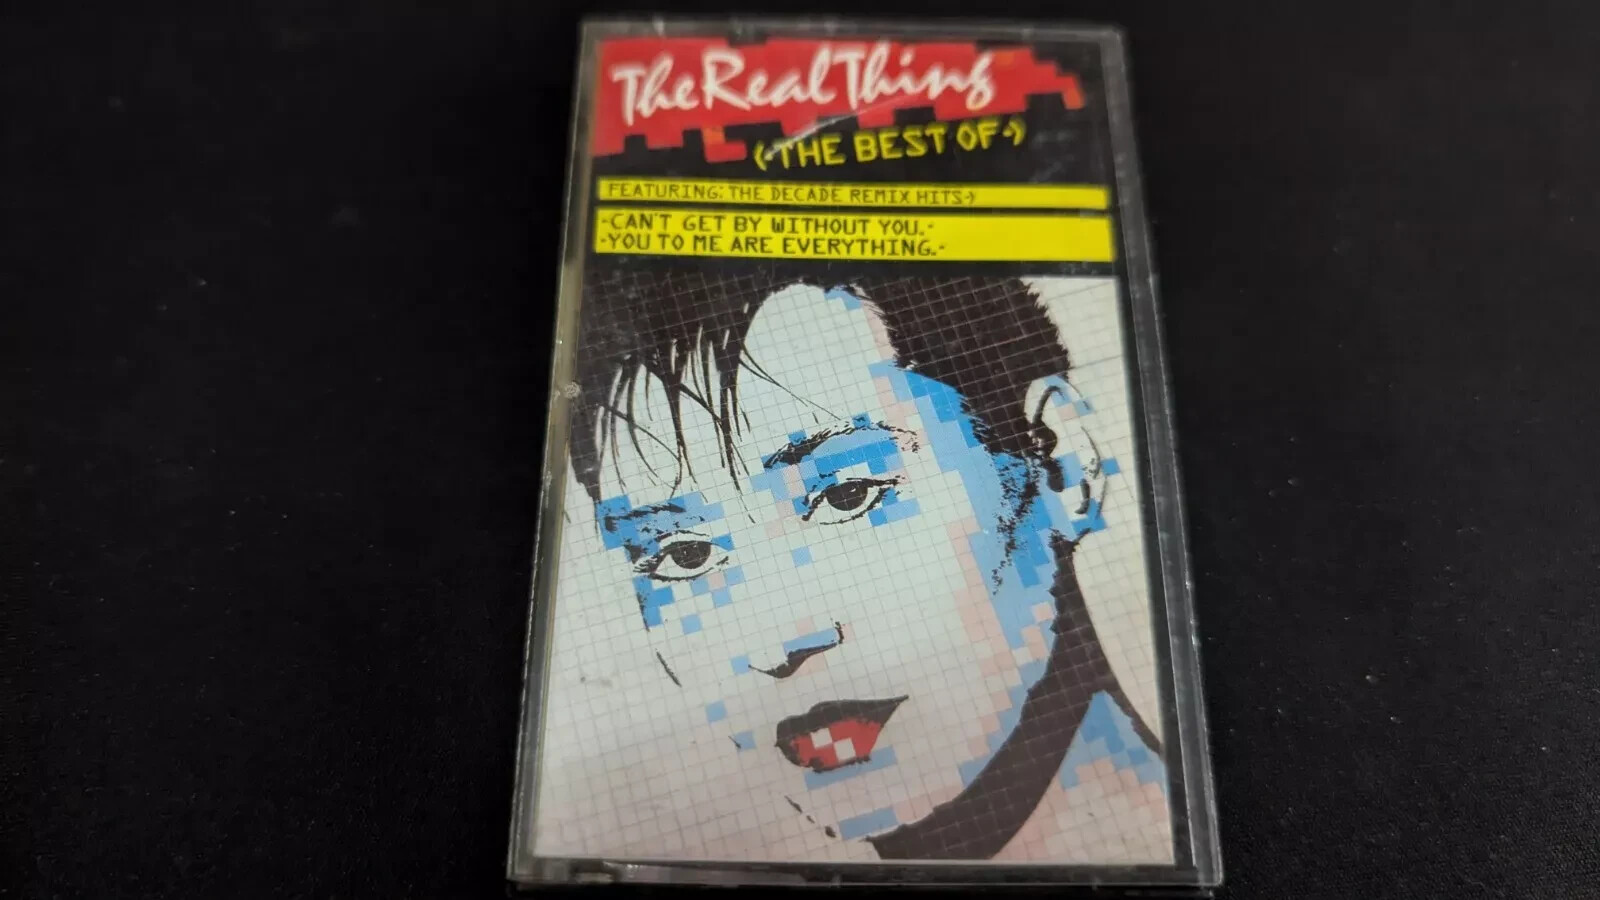 The Real Thing
(·THE BEST OF·)
FEATURING: THE DECADE REMIX HITS·)
·CAN'T GET BY WITHOUT YOU.·
·YOU TO ME ARE EVERYTHING.·